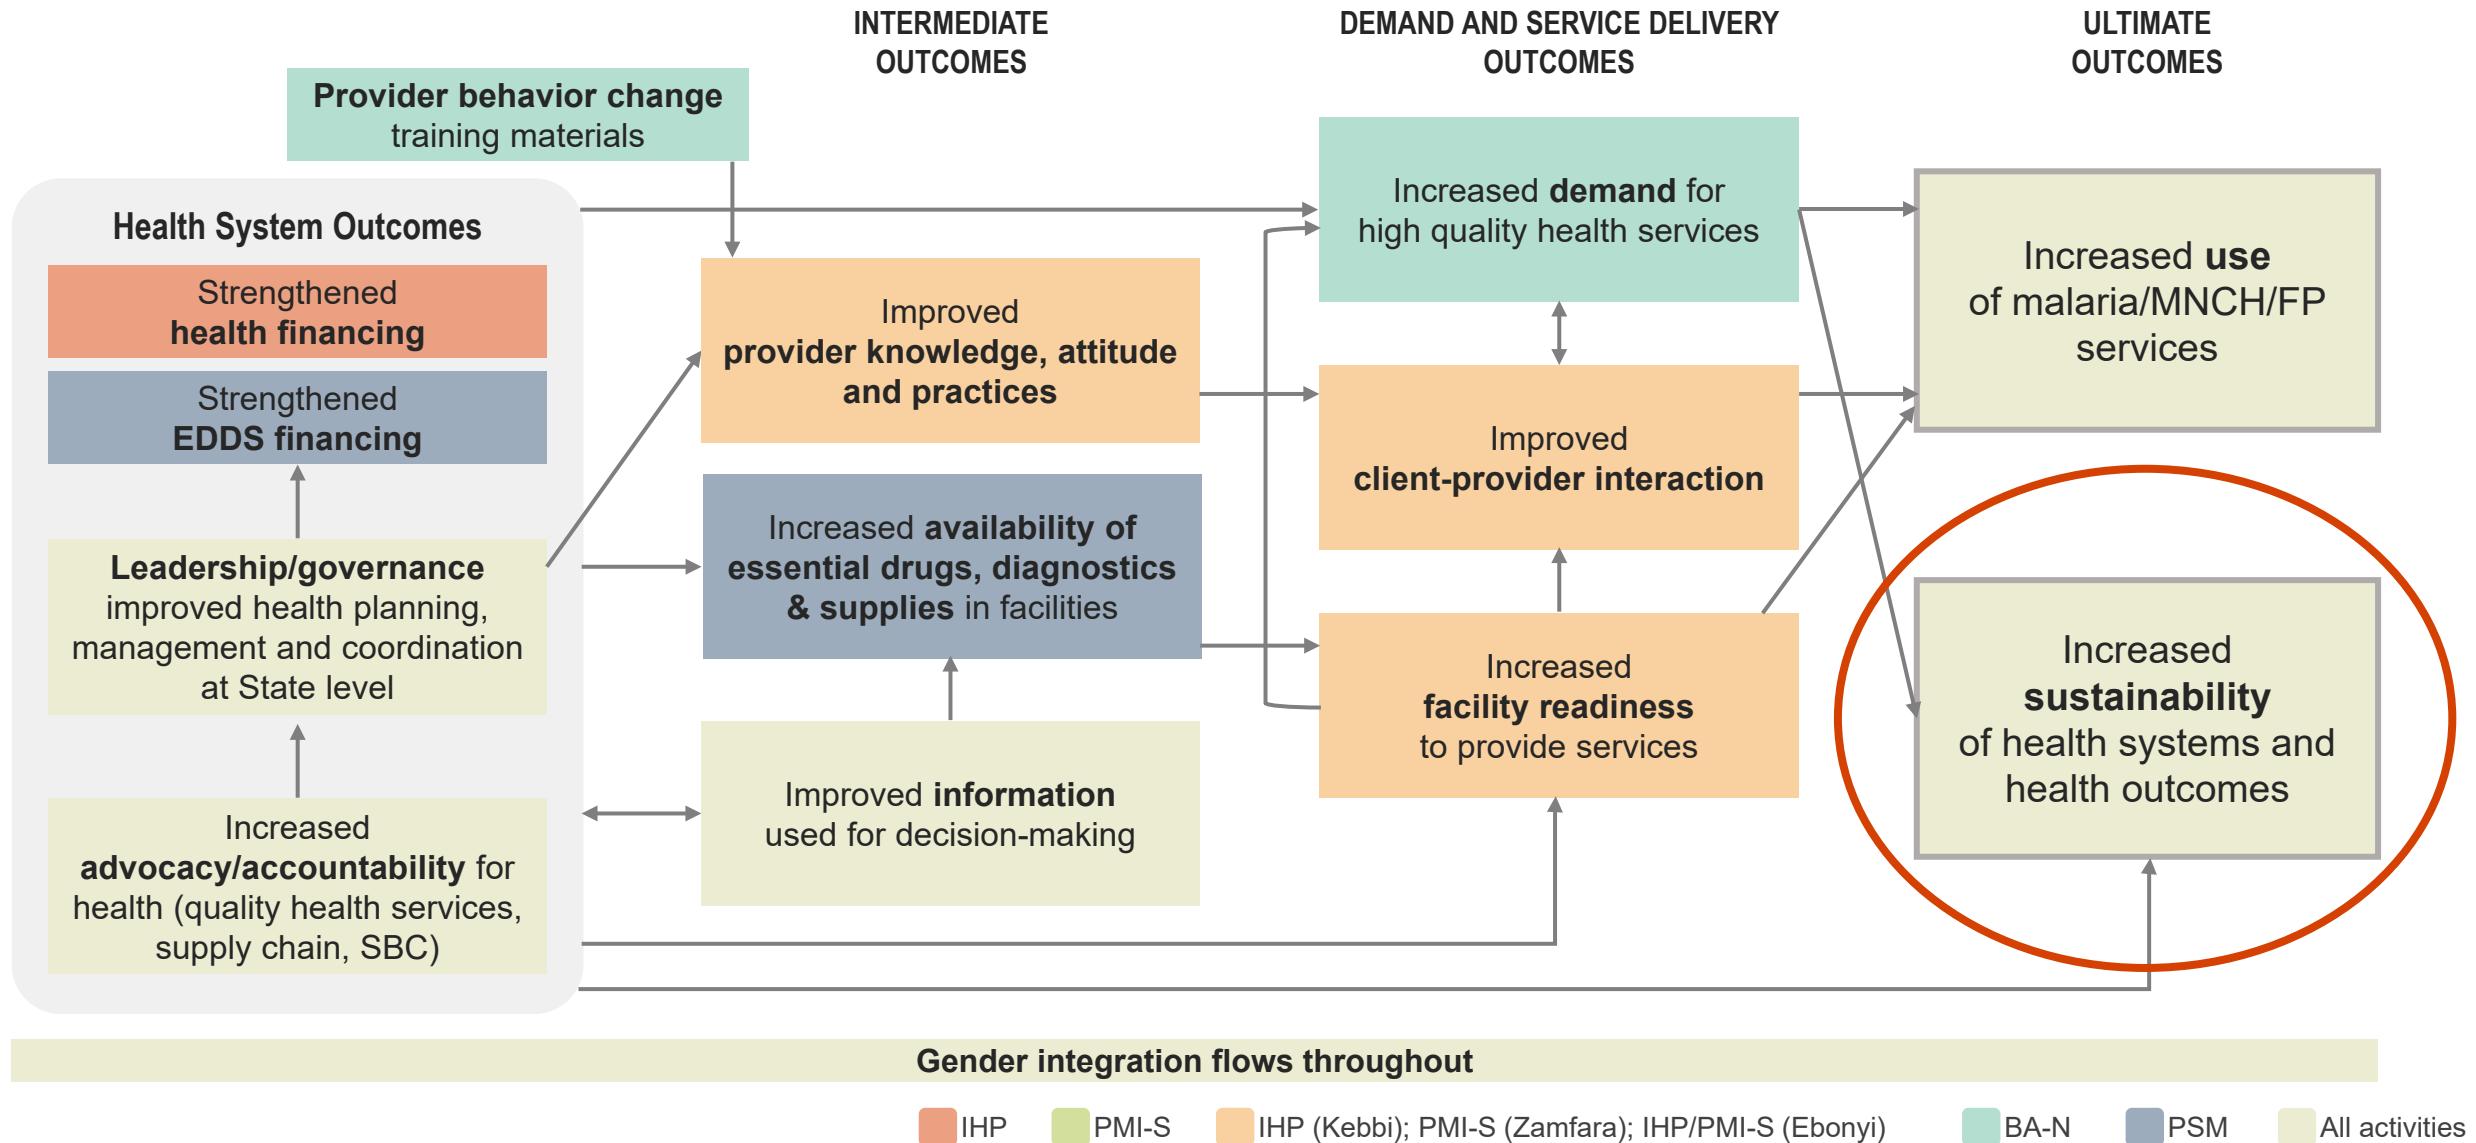 INTERMEDIATE
OUTCOMES
DEMAND AND SERVICE DELIVERY
OUTCOMES
ULTIMATE
OUTCOMES
Provider behavior change
training materials
Health System Outcomes
Strengthened
health financing
Strengthened
EDDS financing
Leadership/governance
improved health planning,
management and coordination
at State level
Increased
advocacy/accountability for
health (quality health services,
supply chain, SBC)
Improved
provider knowledge, attitude
and practices
Increased availability of
essential drugs, diagnostics
& supplies in facilities
Improved information
used for decision-making
Increased demand for
high quality health services
Improved
client-provider interaction
Increased
facility readiness
to provide services
Increased use
of malaria/MNCH/FP
services
Increased
sustainability
of health systems and
health outcomes
Gender integration flows throughout
IHP
PMI-S
IHP (Kebbi); PMI-S (Zamfara); IHP/PMI-S (Ebonyi)
BA-N
PSM
All activities